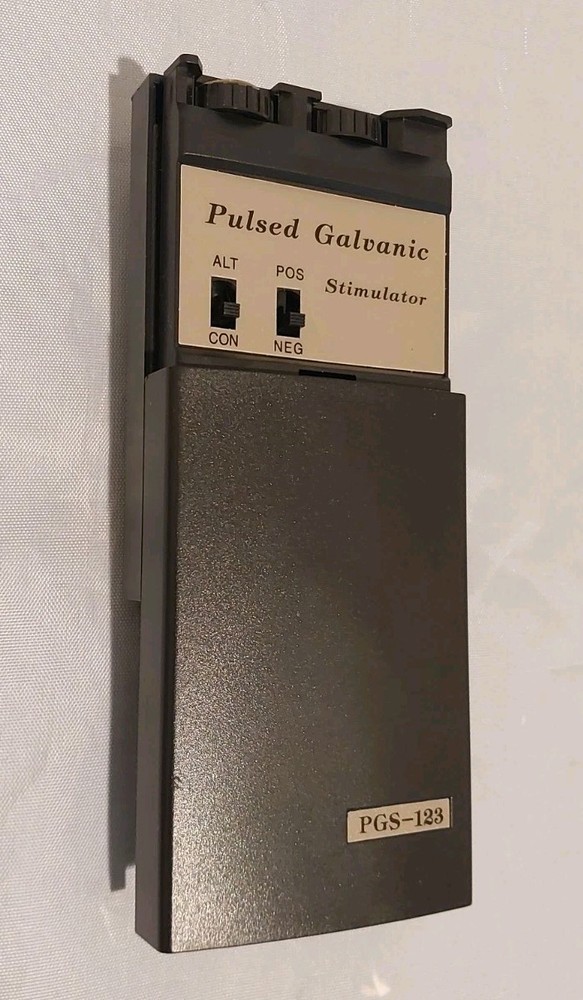 Pulsed Galvanic
Stimulator
ALT POS
CON NEG
PGS-123